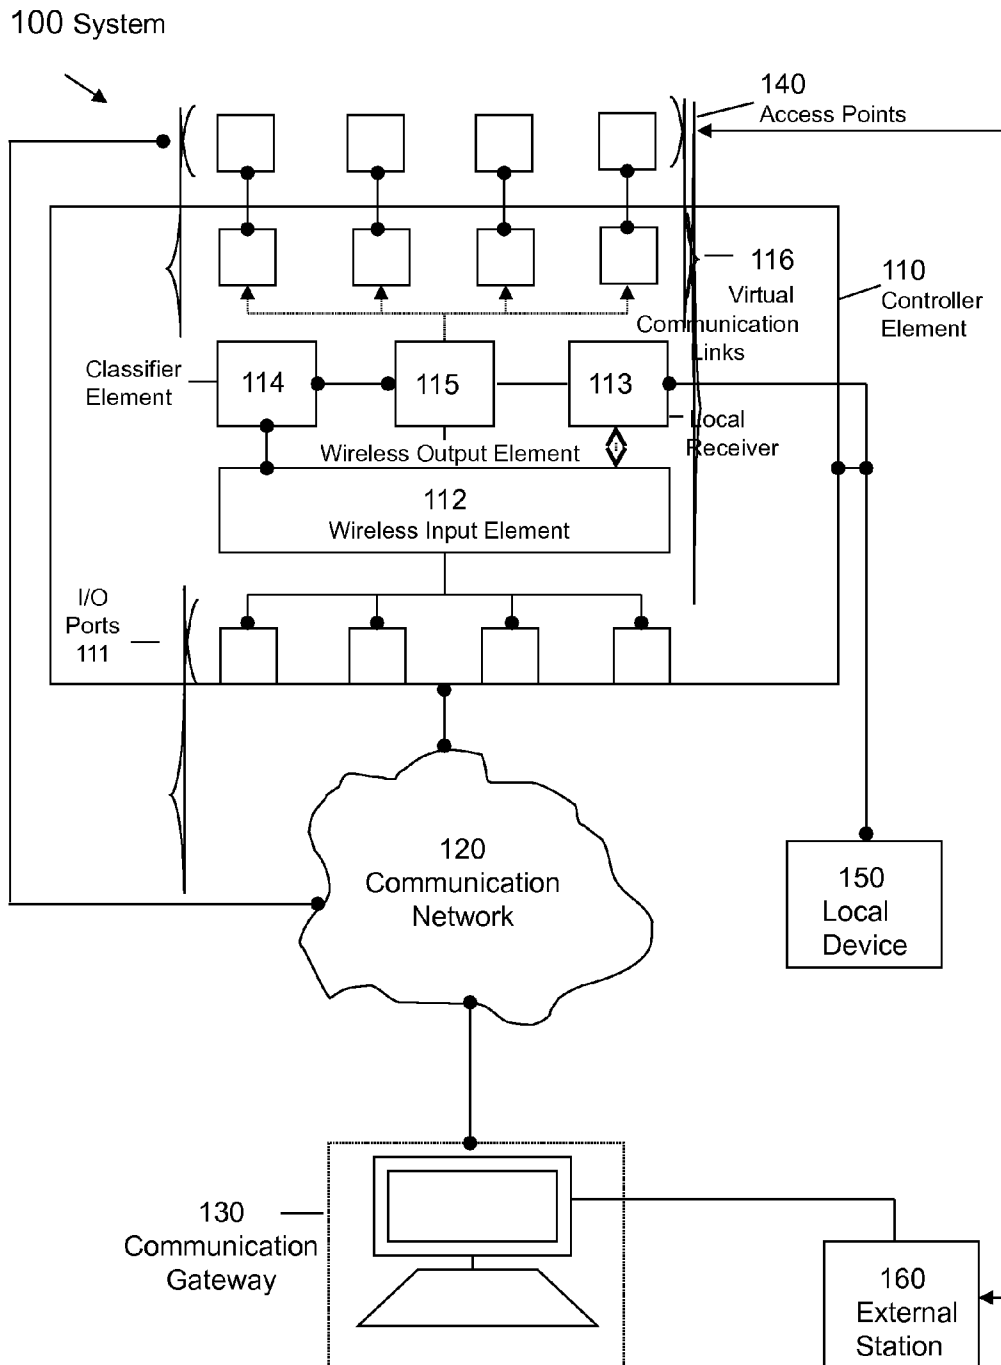 100 System
140
Access Points
116
Virtual
Communication
Links
110
Controller
Element
Classifier
Element
114
115
113
Local
Receiver
Wireless Output Element
i
112
Wireless Input Element
I/O
Ports
111
120
Communication
Network
150
Local
Device
130
Communication
Gateway
160
External
Station